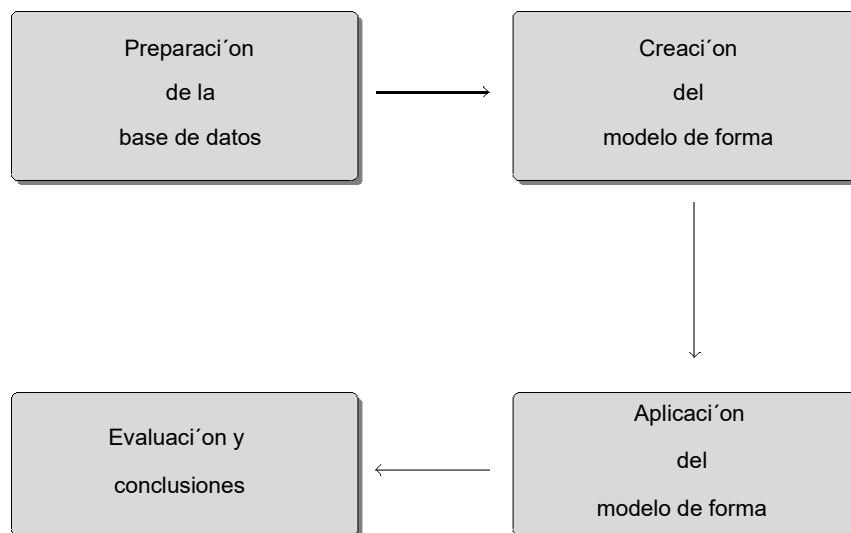 Preparaci´on
de la
base de datos
Creaci´on
del
modelo de forma
Aplicaci´on
del
modelo de forma
Evaluaci´on y
conclusiones